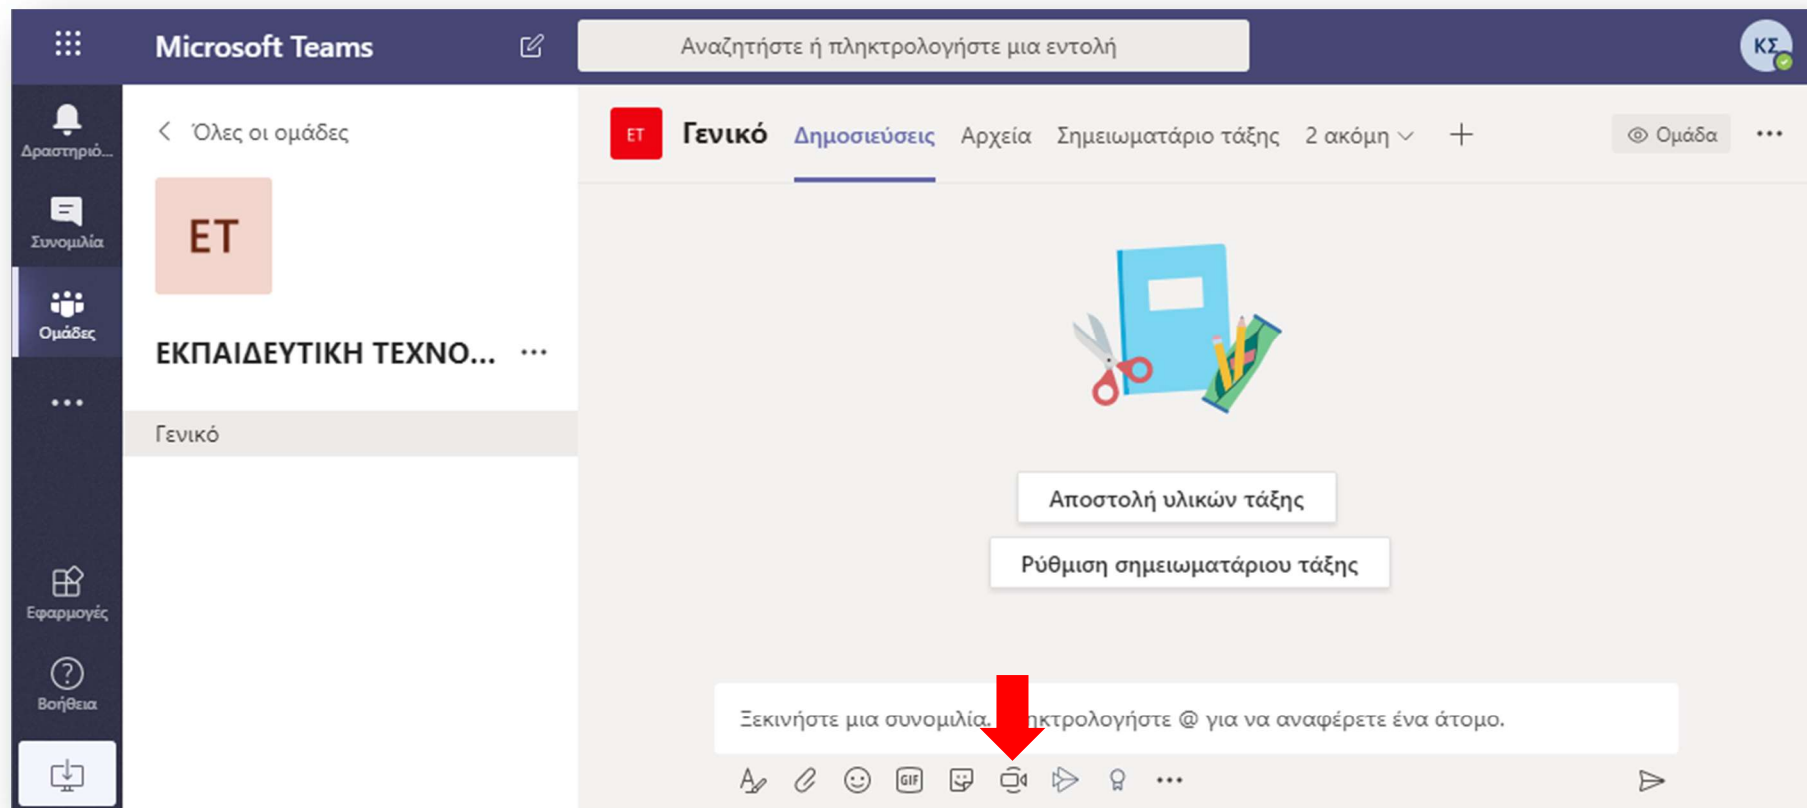 Microsoft Teams
Αναζητήστε ή πληκτρολογήστε μια εντολή
ΚΣ
Δραστηριό...
Συνομιλία
Ομάδες
Εφαρμογές
Βοήθεια
Όλες οι ομάδες
ΕΤ
ΕΚΠΑΙΔΕΥΤΙΚΗ ΤΕΧΝΟ...
Γενικό
ΕΤ Γενικό Δημοσιεύσεις Αρχεία Σημειωματάριο τάξης 2 ακόμη Ομάδα
Αποστολή υλικών τάξης
Ρύθμιση σημειωματάριου τάξης
Ξεκινήστε μια συνομιλία. @ για να αναφέρετε ένα άτομο.
GIF